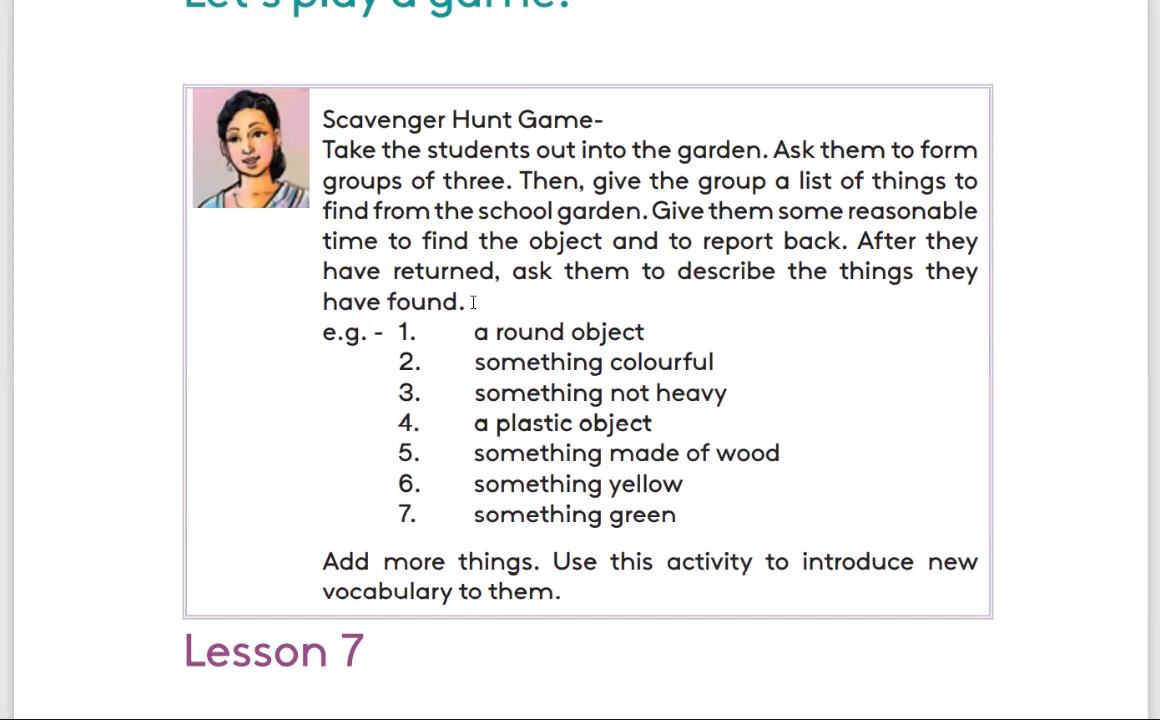 Let's play a game!
Scavenger Hunt Game-
Take the students out into the garden. Ask them to form
groups of three. Then, give the group a list of things to
find from the school garden. Give them some reasonable
time to find the object and to report back. After they
have returned, ask them to describe the things they
have found.
e.g. - 1. a round object
2. something colourful
3. something not heavy
4. a plastic object
5. something made of wood
6. something yellow
7. something green
Add more things. Use this activity to introduce new
vocabulary to them.
Lesson 7